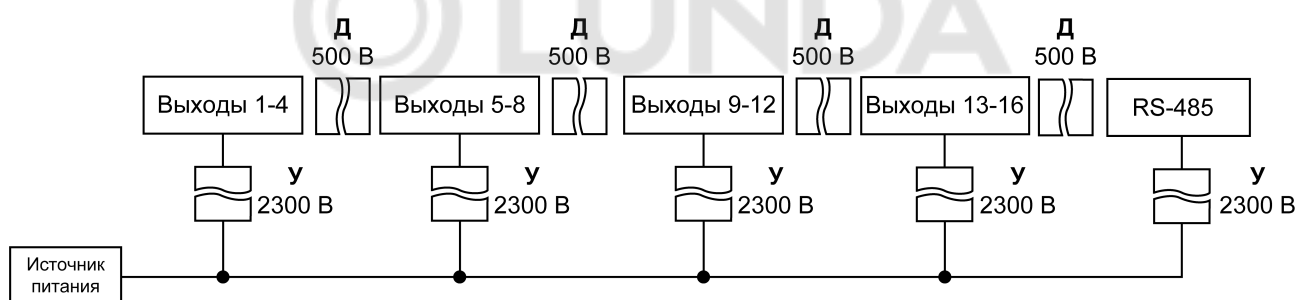 LUNDA
Д
500 В
Д
500 В
Д
500 В
Д
500 В
Выходы 1-4
Выходы 5-8
Выходы 9-12
Выходы 13-16
RS-485
У
2300 В
У
2300 В
У
2300 В
У
2300 В
У
2300 В
Источник
питания